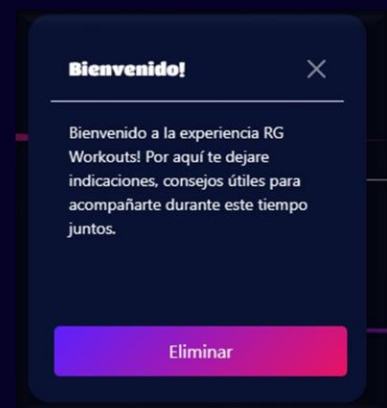 Bienvenido!
Bienvenido a la experiencia RG
Workouts! Por aquí te dejare
indicaciones, consejos útiles para
acompañarte durante este tiempo
juntos.
Eliminar